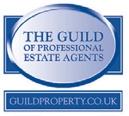 THE GUILD
OF PROFESSIONAL
ESTATE AGENTS
GUILDPROPERTY.CO.UK